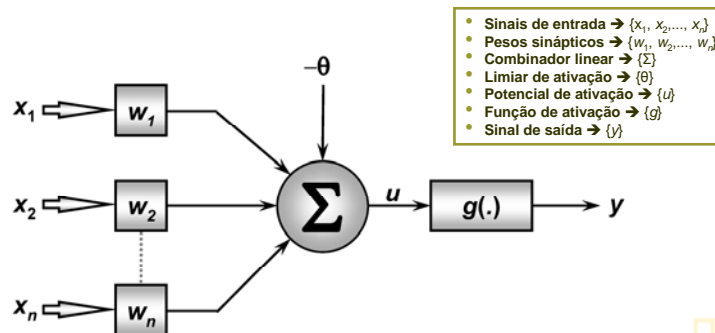 • Sinais de entrada ➔ {x₁, x₂,..., xₙ}
• Pesos sinápticos ➔ {w₁, w₂,..., wₙ}
• Combinador linear ➔ {Σ}
• Limiar de ativação ➔ {θ}
• Potencial de ativação ➔ {u}
• Função de ativação ➔ {g}
• Sinal de saída ➔ {y}
−θ
x₁ w₁
x₂ w₂ Σ u g(.) y
xₙ wₙ